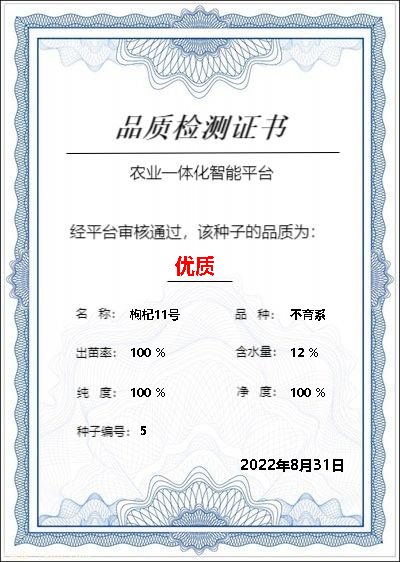 品质检测证书
农业一体化智能平台
经平台审核通过，该种子的品质为：
优质
名 称： 枸杞11号 品 种： 不育系
出苗率： 100 % 含水量： 12 %
纯 度： 100 % 净 度： 100 %
种子编号： 5
2022年8月31日